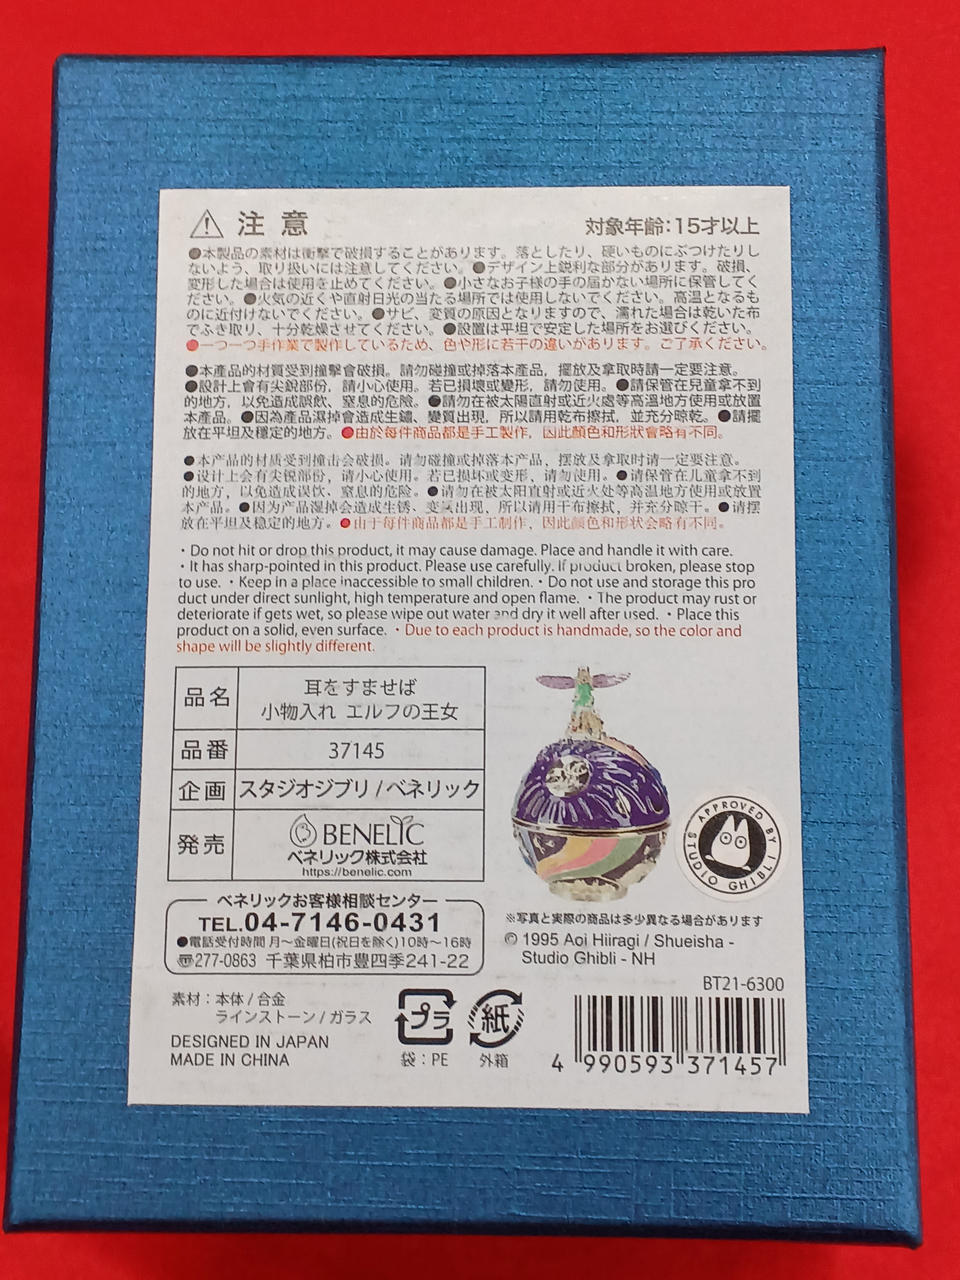 注意
対象年齢：15才以上
●本製品の素材は衝撃で破損することがあります。落としたり、硬いものにぶつけたりし
ないよう、取り扱いには注意してください。●デザイン上鋭利な部分があります。破損、
変形した場合は使用を止めてください。●小さなお子様の手の届かない場所に保管してく
ださい。●火気の近くや直射日光の当たる場所では使用しないでください。高温となるも
のに近付けないでください。●サビ、変質の原因となりますので、濡れた場合は乾いた布
でふき取り、十分乾燥させてください。●設置は平坦で安定した場所をお選びください。
●一つ一つ手作業で製作しているため、色や形に若干の違いがあります。ご了承ください。
●本產品的材質受到撞擊會破損。請勿碰撞或掉落本產品，擺放及拿取時請一定要注意。
●設計上會有尖銳部份，請小心使用。若已損壞或變形，請勿使用。●請保管在兒童拿不到
的地方，以免造成誤飲、窒息的危險。●請勿在被太陽直射或近火處等高溫地方使用或放置
本產品。●因為產品濕掉會造成生鏽、變質出現，所以請用乾布擦拭，並充分晾乾。●請擺
放在平坦及穩定的地方。●由於每件商品都是手工製作，因此顏色和形狀會略有不同。
●本产品的材质受到撞击会破损。请勿碰撞或掉落本产品，摆放及拿取时请一定要注意。
●设计上会有尖锐部份，请小心使用。若已损坏或变形，请勿使用。●请保管在儿童拿不到
的地方，以免造成误饮、窒息的危险。●请勿在被太阳直射或近火处等高温地方使用或放置
本产品。●因为产品湿掉会造成生锈、变质出现，所以请用干布擦拭，并充分晾干。●请摆
放在平坦及稳定的地方。●由于每件商品都是手工制作，因此颜色和形状会略有不同。
・Do not hit or drop this product, it may cause damage. Place and handle it with care.
・It has sharp-pointed in this product. Please use carefully. If product broken, please stop
to use. ・Keep in a place inaccessible to small children. ・Do not use and storage this pro
duct under direct sunlight, high temperature and open flame. ・The product may rust or
deteriorate if gets wet, so please wipe out water and dry it well after used. ・Place this
product on a solid, even surface. ・Due to each product is handmade, so the color and
shape will be slightly different.
品名 耳をすませば
小物入れ エルフの王女
品番 37145
企画 スタジオジブリ / ベネリック
発売 BENELIC
ベネリック株式会社
https://benelic.com
APPROVED BY STUDIO GHIBLI
ベネリックお客様相談センター
TEL.04-7146-0431
●電話受付時間 月～金曜日(祝日を除く)10時～16時
〒277-0863 千葉県柏市豊四季241-22
※写真と実際の商品は多少異なる場合があります
© 1995 Aoi Hiiragi / Shueisha -
Studio Ghibli - NH
BT21-6300
素材：本体 / 合金
ラインストーン / ガラス
DESIGNED IN JAPAN
MADE IN CHINA
プラ
袋：PE
紙
外箱
4 990593 371457